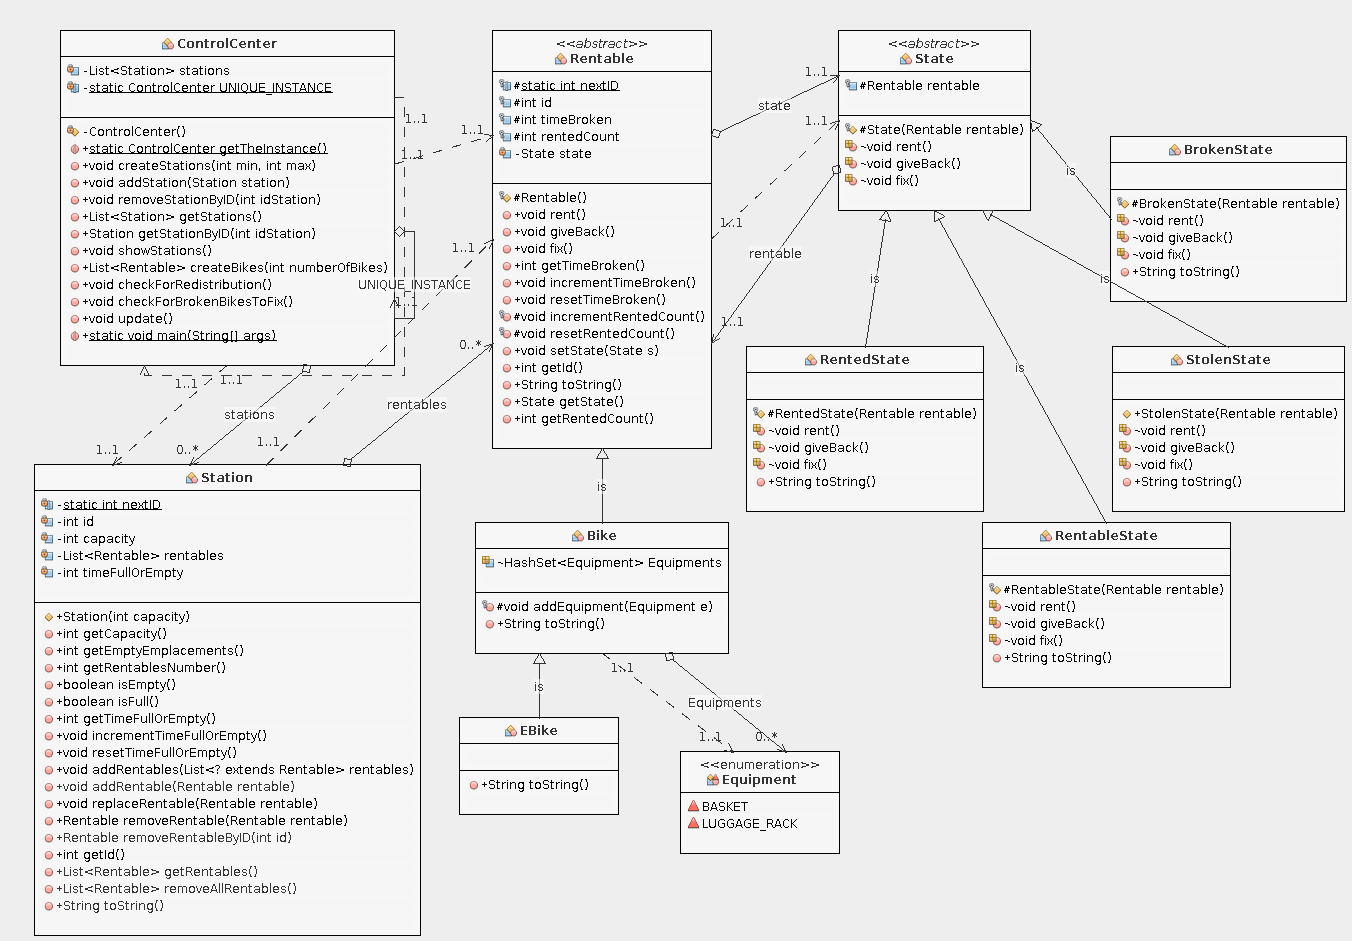 ControlCenter
-List<Station> stations
-static ControlCenter UNIQUE_INSTANCE
-ControlCenter()
+static ControlCenter getTheInstance()
+void createStations(int min, int max)
+void addStation(Station station)
+void removeStationByID(int idStation)
+List<Station> getStations()
+Station getStationByID(int idStation)
+void showStations()
+List<Rentable> createBikes(int numberOfBikes)
+void checkForRedistribution()
+void checkForBrokenBikesToFix()
+void update()
+static void main(String[] args)
1..1
1..1
1..1
UNIQUE_INSTANCE
1..1
1..1
1..1
1..1
stations
1..1
0..*
1..1
0..*
rentables
<<abstract>>
Rentable
#static int nextID
#int id
#int timeBroken
#int rentedCount
-State state
#Rentable()
+void rent()
+void giveBack()
+void fix()
+int getTimeBroken()
+void incrementTimeBroken()
+void resetTimeBroken()
#void incrementRentedCount()
#void resetRentedCount()
+void setState(State s)
+int getId()
+String toString()
+State getState()
+int getRentedCount()
1..1
state
1..1
1..1
rentable
1..1
<<abstract>>
State
#Rentable rentable
#State(Rentable rentable)
~void rent()
~void giveBack()
~void fix()
is
is
is
is
BrokenState
#BrokenState(Rentable rentable)
~void rent()
~void giveBack()
~void fix()
+String toString()
RentedState
#RentedState(Rentable rentable)
~void rent()
~void giveBack()
~void fix()
+String toString()
StolenState
+StolenState(Rentable rentable)
~void rent()
~void giveBack()
~void fix()
+String toString()
RentableState
#RentableState(Rentable rentable)
~void rent()
~void giveBack()
~void fix()
+String toString()
Station
-static int nextID
-int id
-int capacity
-List<Rentable> rentables
-int timeFullOrEmpty
+Station(int capacity)
+int getCapacity()
+int getEmptyEmplacements()
+int getRentablesNumber()
+boolean isEmpty()
+boolean isFull()
+int getTimeFullOrEmpty()
+void incrementTimeFullOrEmpty()
+void resetTimeFullOrEmpty()
+void addRentables(List<? extends Rentable> rentables)
+void addRentable(Rentable rentable)
+void replaceRentable(Rentable rentable)
+Rentable removeRentable(Rentable rentable)
+Rentable removeRentableByID(int id)
+int getId()
+List<Rentable> getRentables()
+List<Rentable> removeAllRentables()
+String toString()
is
Bike
~HashSet<Equipment> Equipments
#void addEquipment(Equipment e)
+String toString()
is
1..1
Equipments
1..1
0..*
EBike
+String toString()
<<enumeration>>
Equipment
BASKET
LUGGAGE_RACK